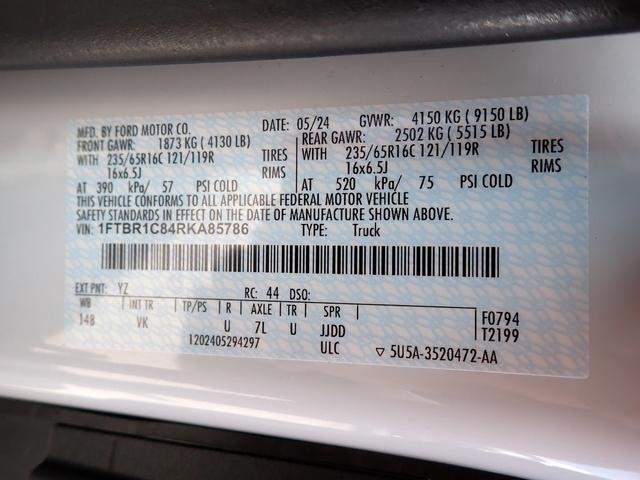 MFD. BY FORD MOTOR CO. DATE: 05/24 GVWR: 4150 KG ( 9150 LB)
FRONT GAWR: 1873 KG ( 4130 LB) REAR GAWR: 2502 KG ( 5515 LB)
WITH 235/65R16C 121/119R TIRES WITH 235/65R16C 121/119R TIRES
16x6.5J RIMS 16x6.5J RIMS
AT 390 kPa/ 57 PSI COLD AT 520 kPa/ 75 PSI COLD
THIS VEHICLE CONFORMS TO ALL APPLICABLE FEDERAL MOTOR VEHICLE
SAFETY STANDARDS IN EFFECT ON THE DATE OF MANUFACTURE SHOWN ABOVE.
VIN: 1FTBR1C84RKA85786 TYPE: Truck
EXT PNT: YZ RC: 44 DSO:
WB INT TR TP/PS R AXLE TR SPR F0794
148 VK U 7L U JJDD T2199
1202405294297 ULC ▽ 5U5A-3520472-AA